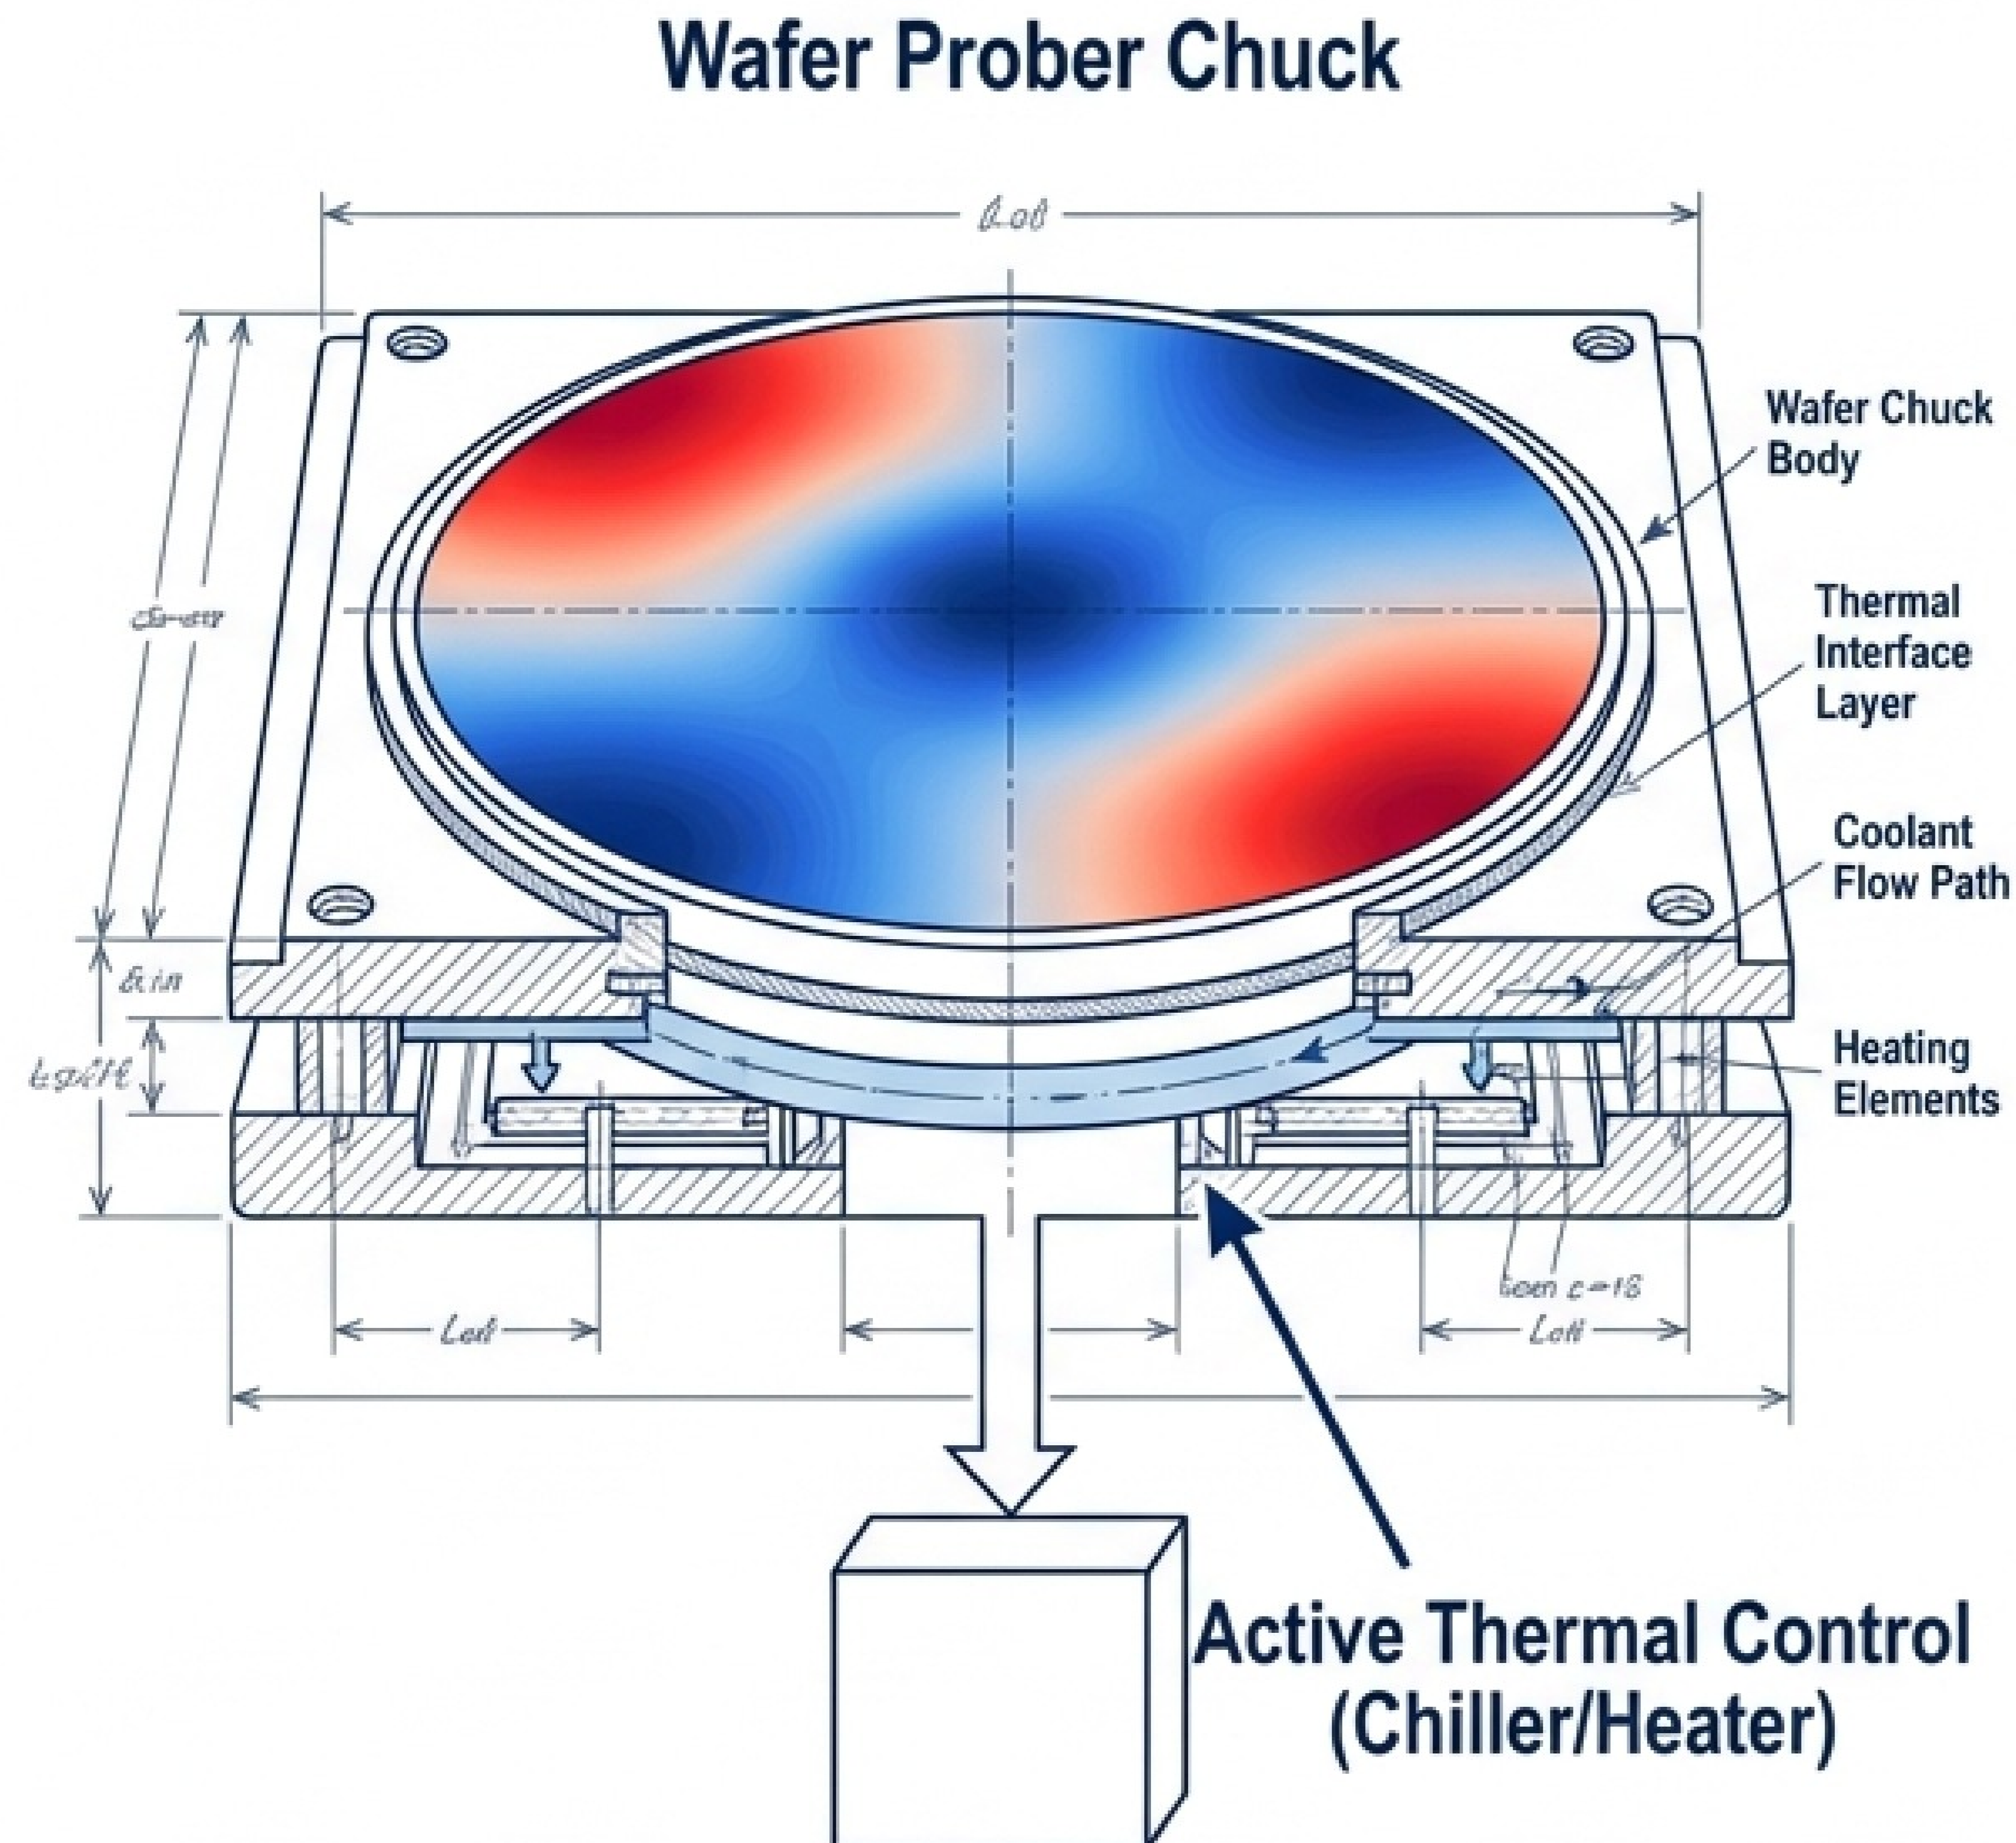 Wafer Prober Chuck
Wafer Chuck
Body
Thermal
Interface
Layer
Coolant
Flow Path
Heating
Elements
Active Thermal Control
(Chiller/Heater)